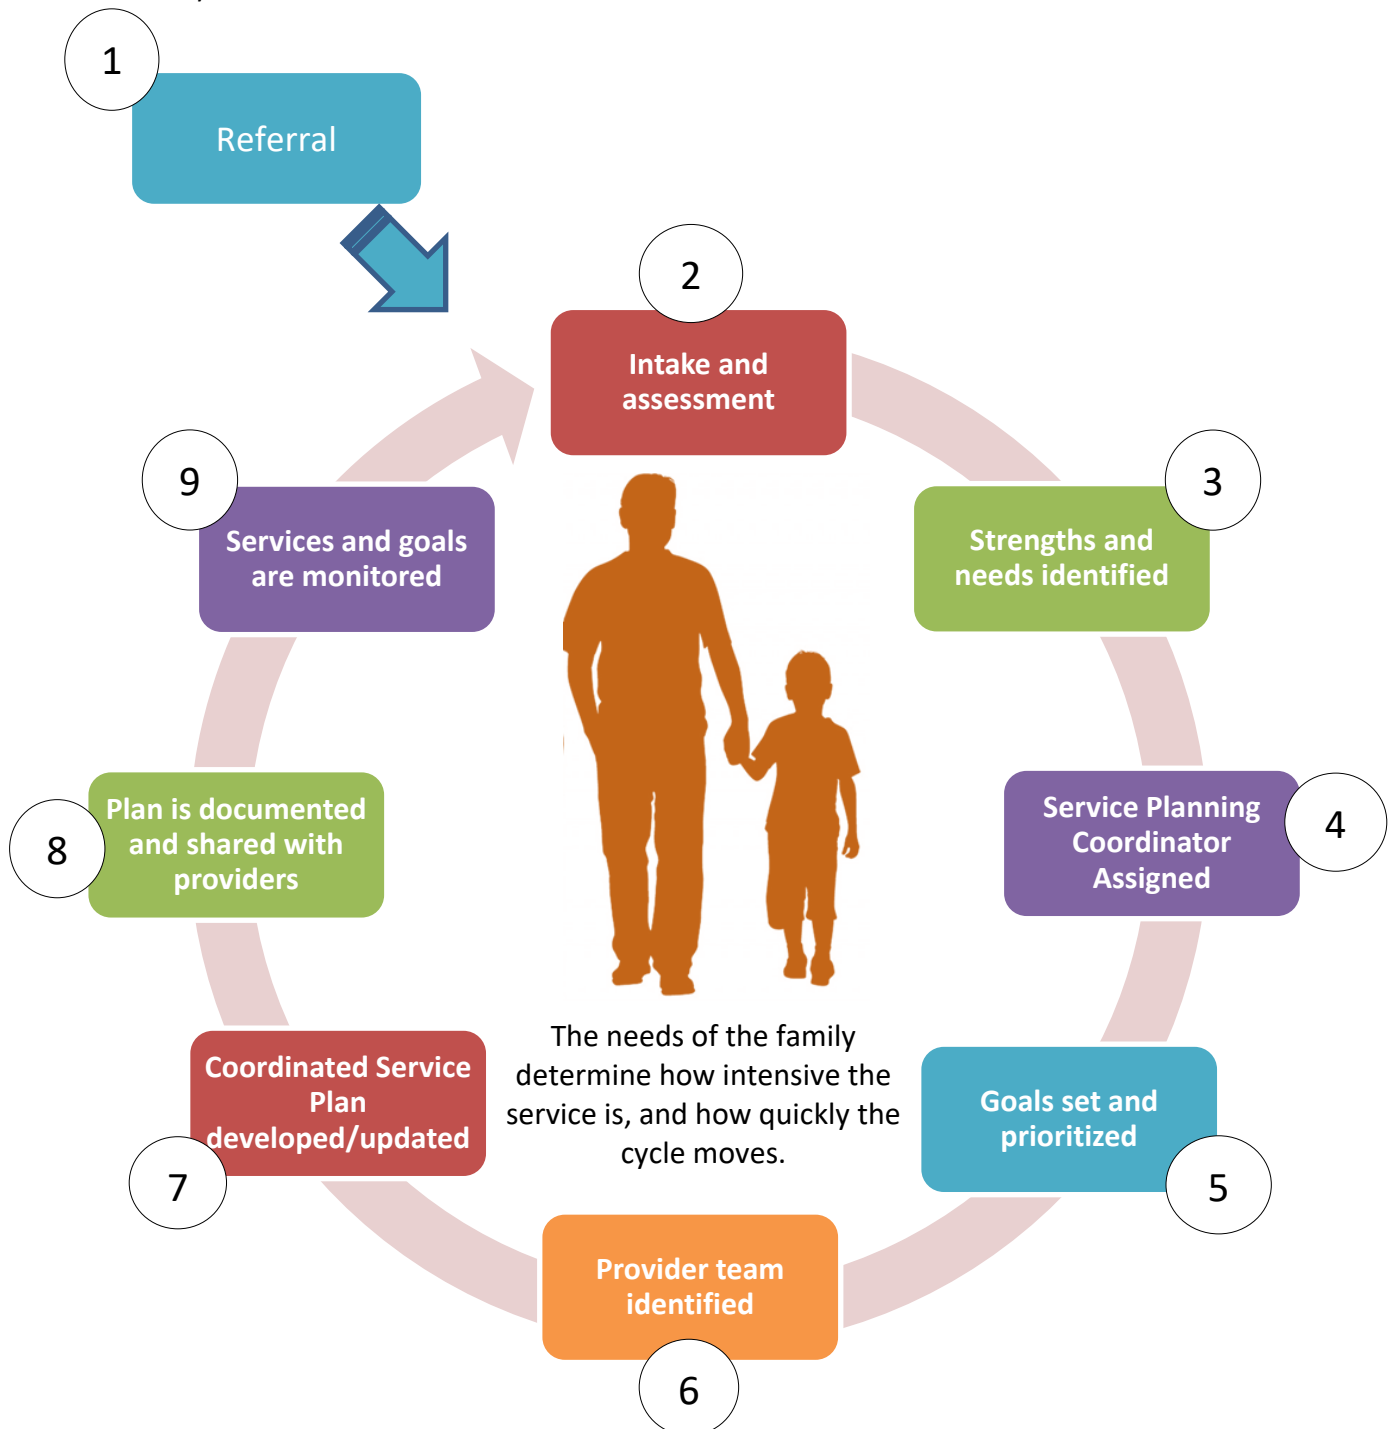 1
Referral
2
Intake and
assessment
3
Strengths and
needs identified
4
Service Planning
Coordinator
Assigned
5
Goals set and
prioritized
6
Provider team
identified
7
Coordinated Service
Plan
developed/updated
8
Plan is documented
and shared with
providers
9
Services and goals
are monitored
The needs of the family
determine how intensive the
service is, and how quickly the
cycle moves.